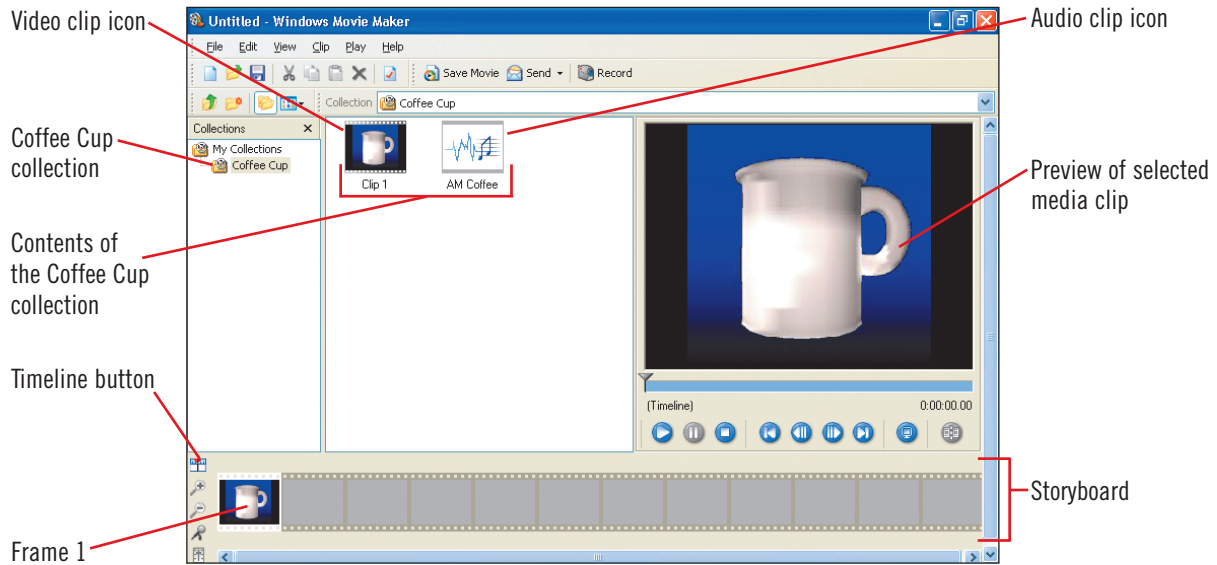 Video clip icon
Audio clip icon
Untitled - Windows Movie Maker
File Edit View Clip Play Help
Save Movie Send Record
Collection Coffee Cup
Collections
My Collections
Coffee Cup
Clip 1
AM Coffee
Coffee Cup
collection
Preview of selected
media clip
Contents of
the Coffee Cup
collection
Timeline button
(Timeline) 0:00:00.00
Storyboard
Frame 1